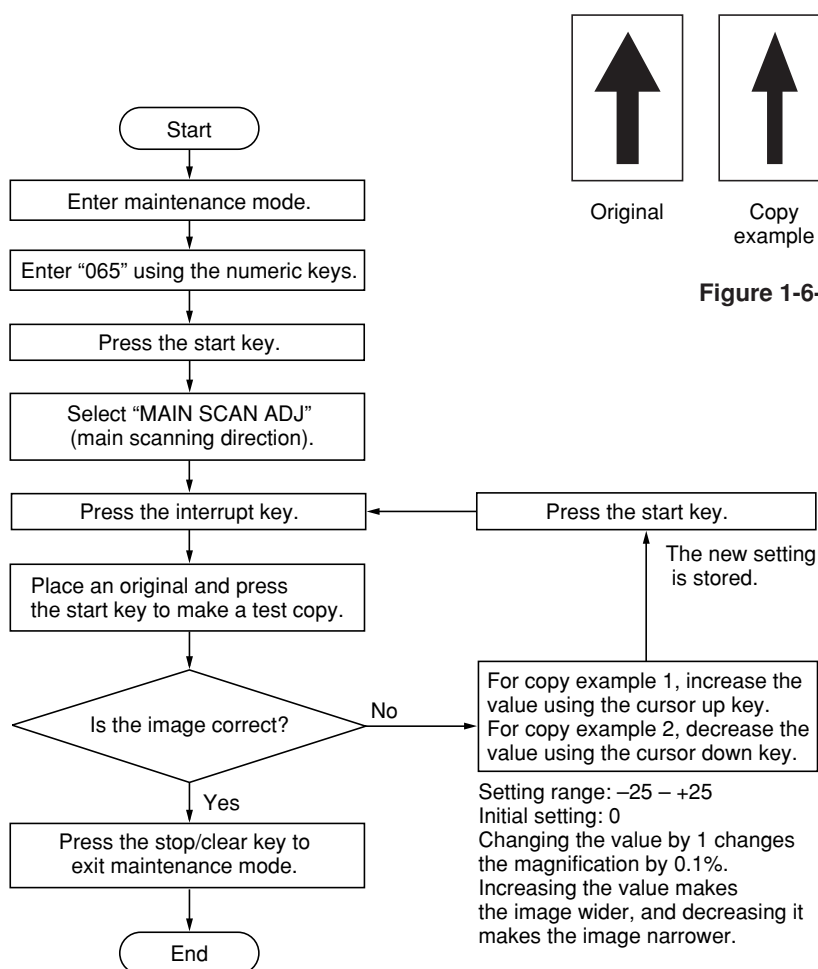 Original
Copy
example
Figure 1-6-
Start
Enter maintenance mode.
Enter “065” using the numeric keys.
Press the start key.
Select “MAIN SCAN ADJ”
(main scanning direction).
Press the interrupt key.
Place an original and press
the start key to make a test copy.
Is the image correct?
No
Yes
Press the stop/clear key to
exit maintenance mode.
End
Press the start key.
The new setting
is stored.
For copy example 1, increase the
value using the cursor up key.
For copy example 2, decrease the
value using the cursor down key.
Setting range: –25 – +25
Initial setting: 0
Changing the value by 1 changes
the magnification by 0.1%.
Increasing the value makes
the image wider, and decreasing it
makes the image narrower.